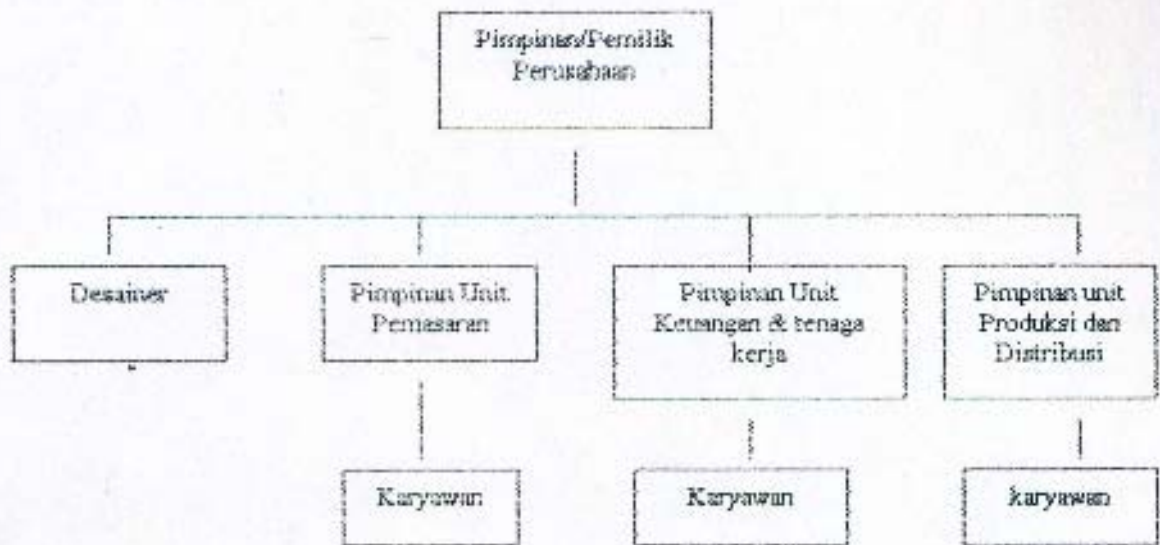 Pimpinan/Pemilik
Perusahaan
Desainer
Pimpinan Unit
Pemasaran
Pimpinan Unit
Keuangan & tenaga
kerja
Pimpinan unit
Produksi dan
Distribusi
Karyawan
Karyawan
karyawan